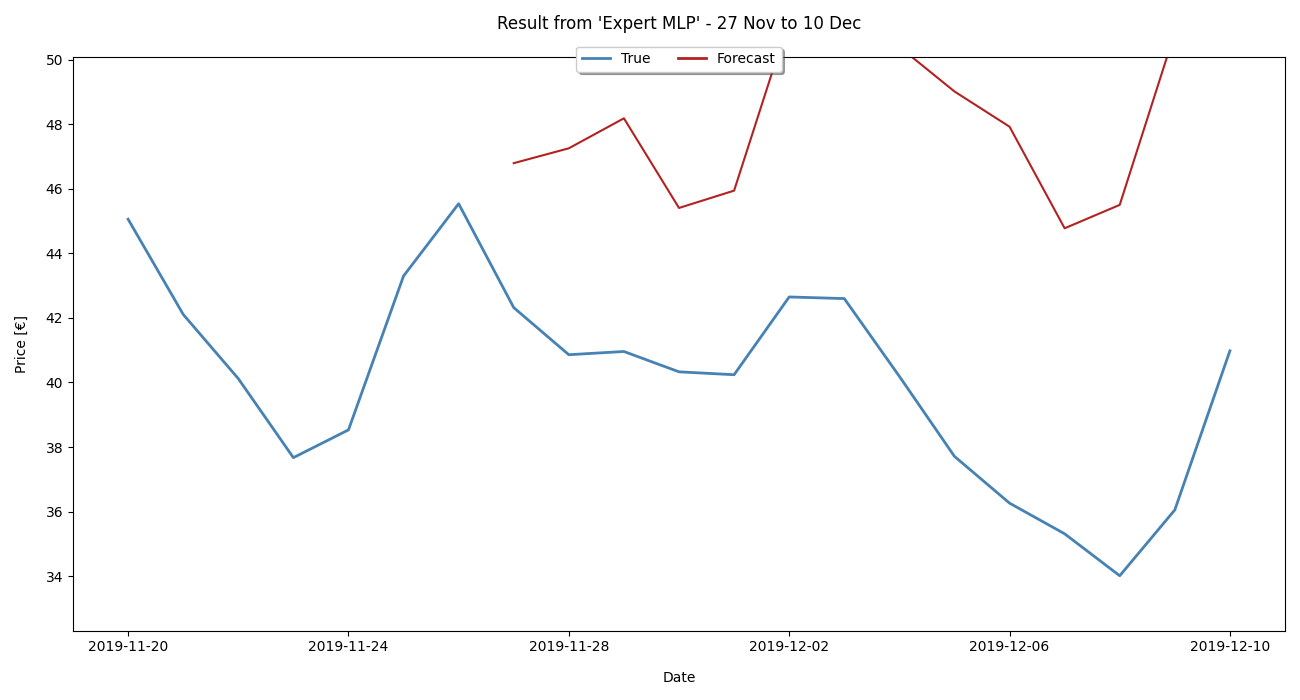 Result from 'Expert MLP' - 27 Nov to 10 Dec
True Forecast
50
48
46
44
42
40
38
36
34
Price [€]
2019-11-20 2019-11-24 2019-11-28 2019-12-02 2019-12-06 2019-12-10
Date